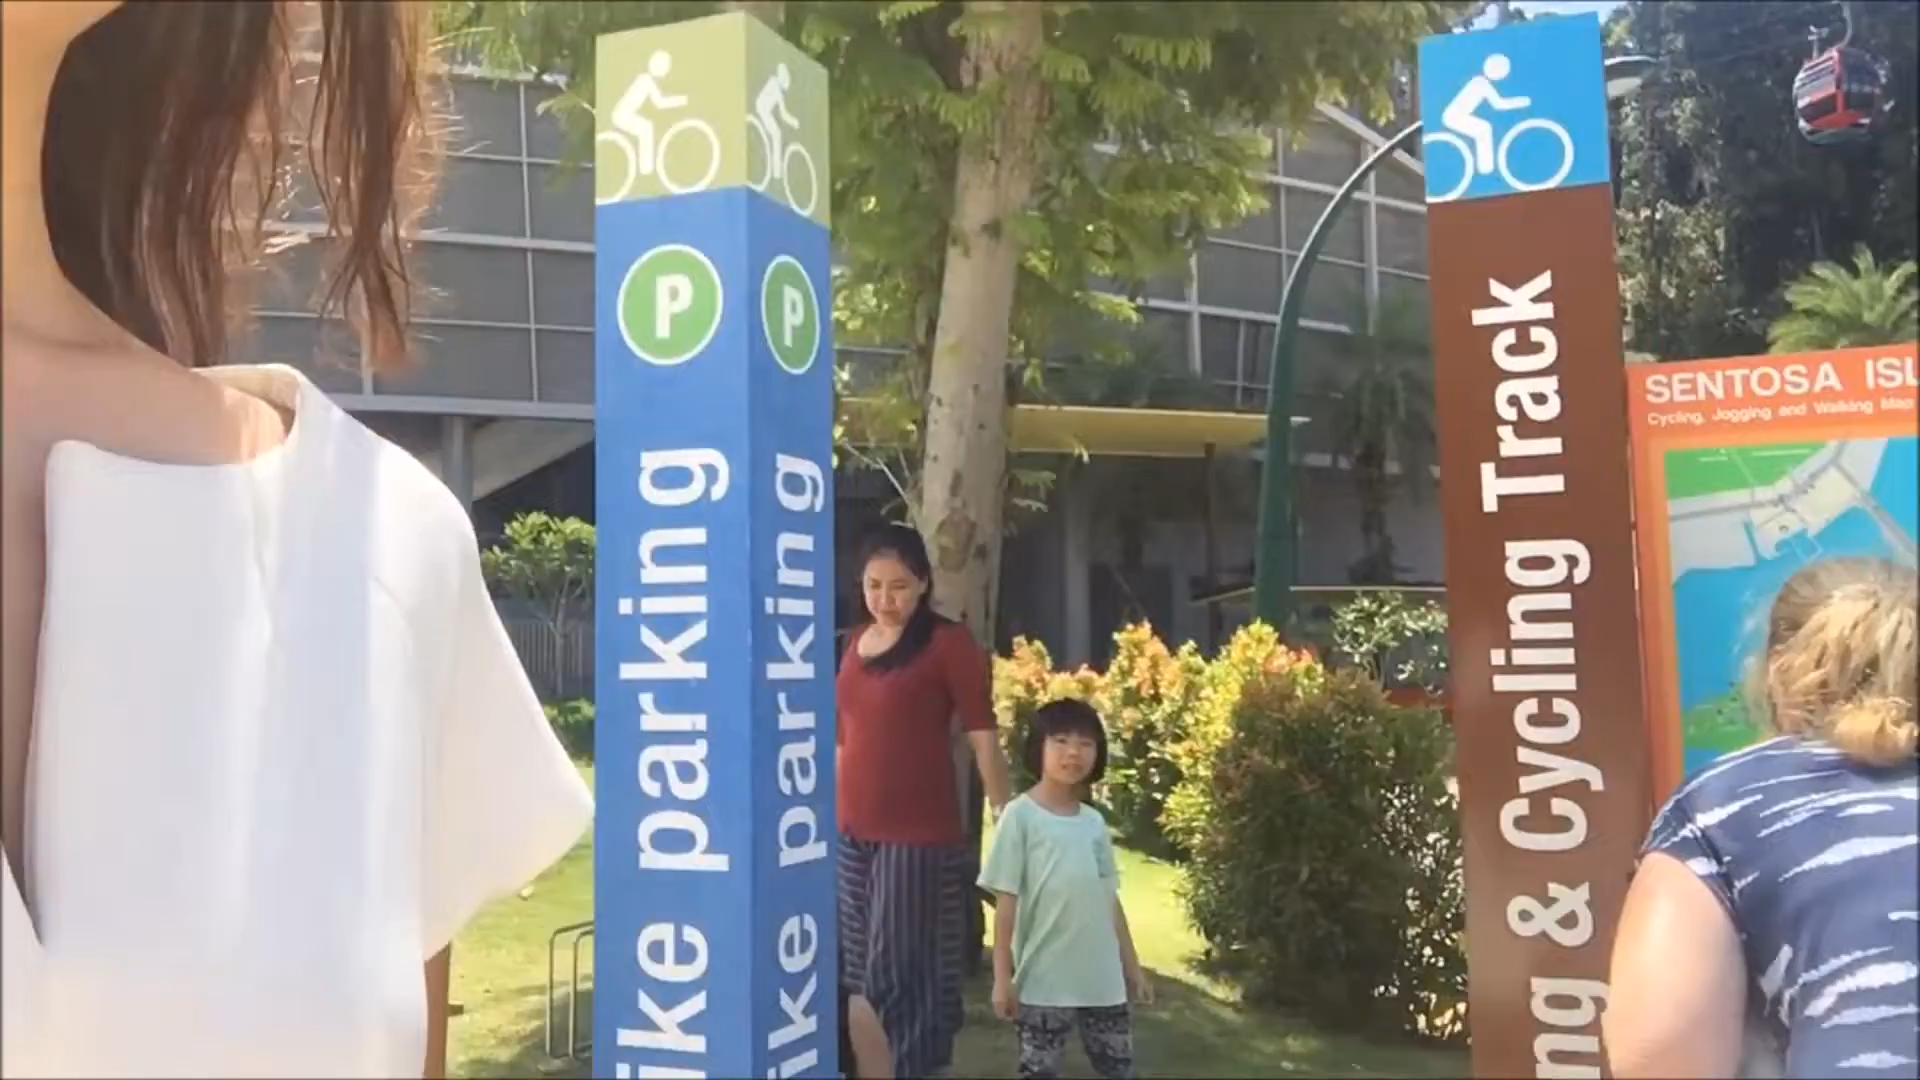 P
P
ike parking
ike parking
ng & Cycling Track
SENTOSA ISL
Cycling, Jogging and Walking Map